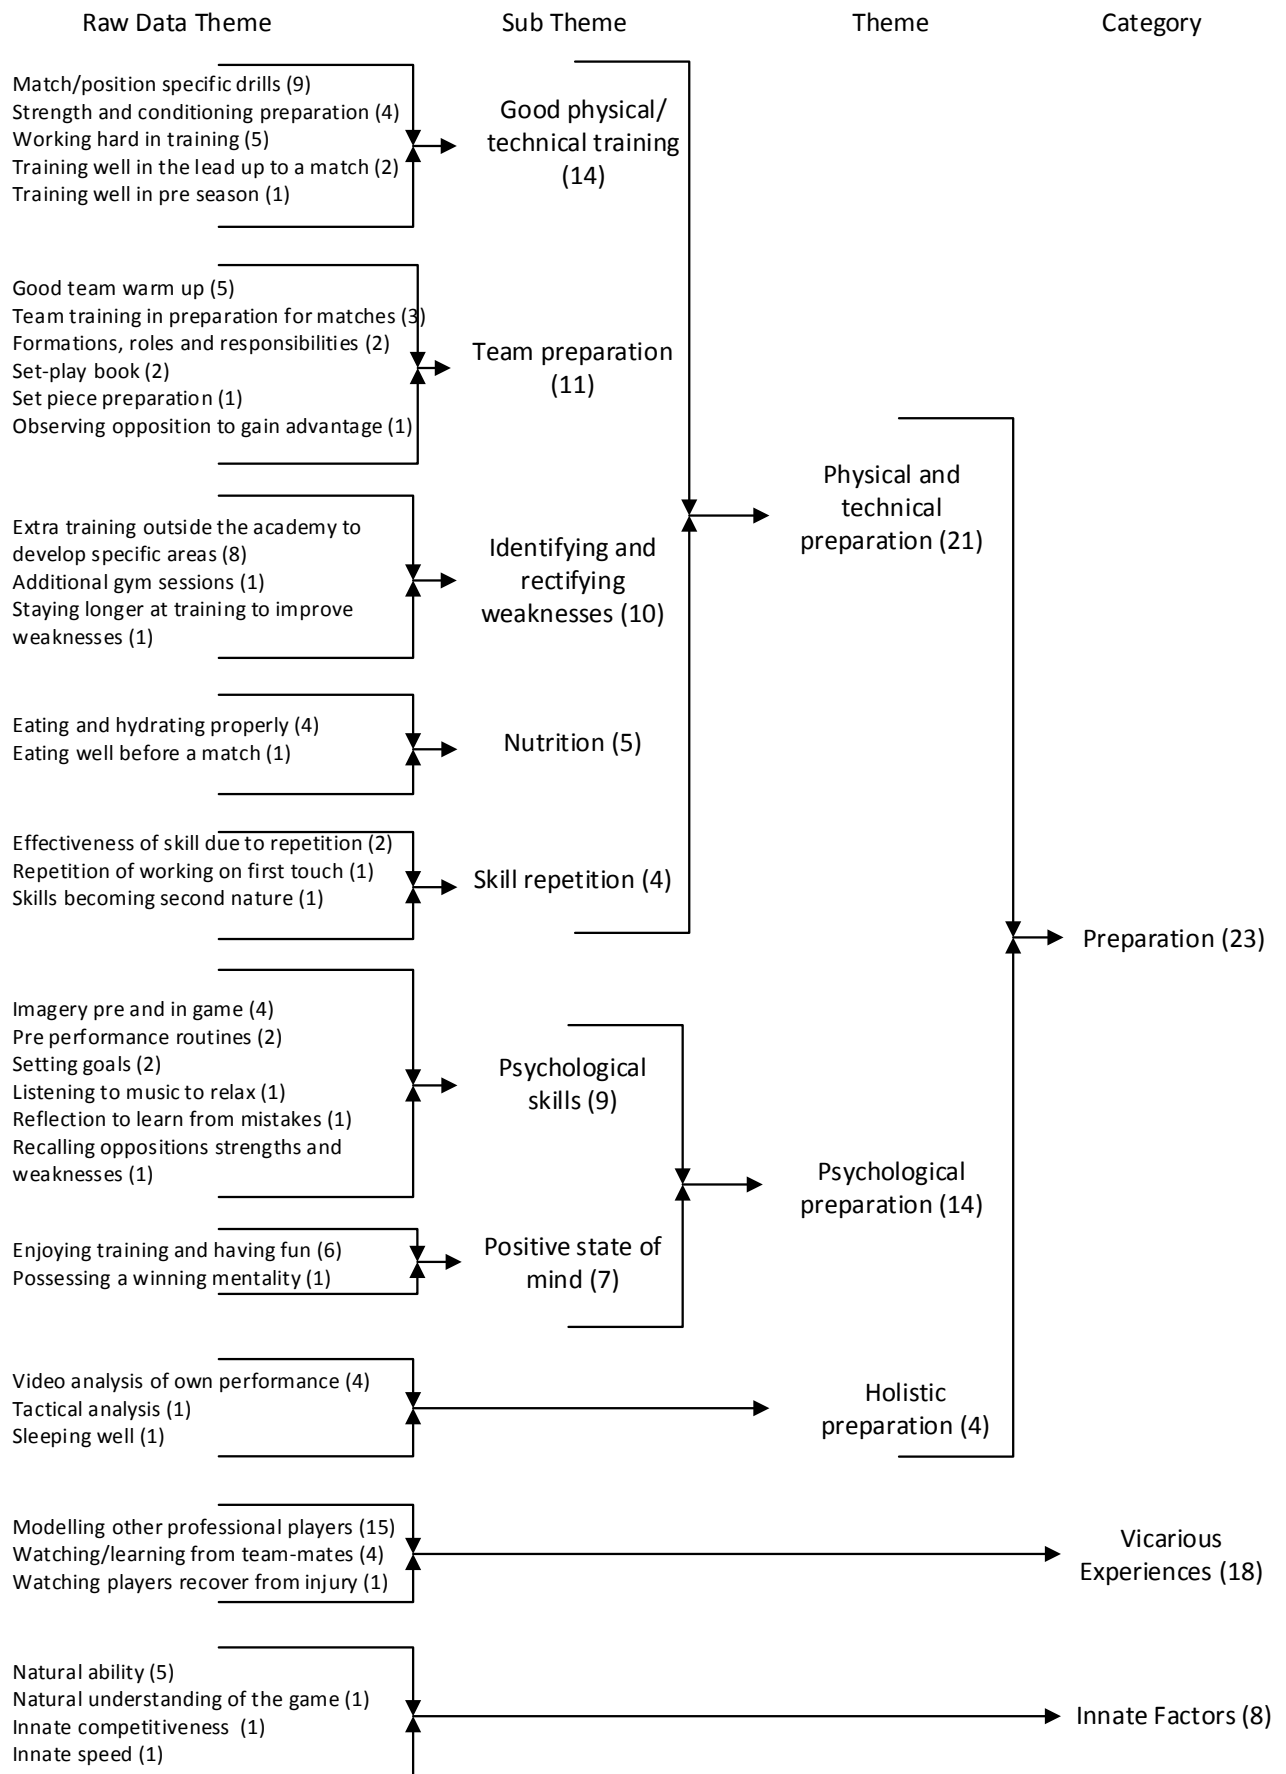 Raw Data Theme
Sub Theme
Theme
Category
Match/position specific drills (9)
Strength and conditioning preparation (4)
Working hard in training (5)
Training well in the lead up to a match (2)
Training well in pre season (1)
Good physical/
technical training
(14)
Good team warm up (5)
Team training in preparation for matches (3)
Formations, roles and responsibilities (2)
Set-play book (2)
Set piece preparation (1)
Observing opposition to gain advantage (1)
Team preparation
(11)
Extra training outside the academy to
develop specific areas (8)
Additional gym sessions (1)
Staying longer at training to improve
weaknesses (1)
Identifying and
rectifying
weaknesses (10)
Physical and
technical
preparation (21)
Eating and hydrating properly (4)
Eating well before a match (1)
Nutrition (5)
Effectiveness of skill due to repetition (2)
Repetition of working on first touch (1)
Skills becoming second nature (1)
Skill repetition (4)
Preparation (23)
Imagery pre and in game (4)
Pre performance routines (2)
Setting goals (2)
Listening to music to relax (1)
Reflection to learn from mistakes (1)
Recalling oppositions strengths and
weaknesses (1)
Psychological
skills (9)
Psychological
preparation (14)
Enjoying training and having fun (6)
Possessing a winning mentality (1)
Positive state of
mind (7)
Video analysis of own performance (4)
Tactical analysis (1)
Sleeping well (1)
Holistic
preparation (4)
Modelling other professional players (15)
Watching/learning from team-mates (4)
Watching players recover from injury (1)
Vicarious
Experiences (18)
Natural ability (5)
Natural understanding of the game (1)
Innate competitiveness (1)
Innate speed (1)
Innate Factors (8)